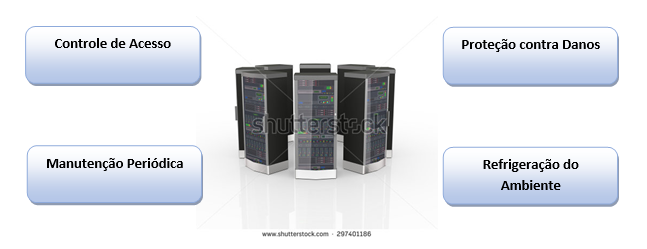 Controle de Acesso
Proteção contra Danos
Manutenção Periódica
Refrigeração do
Ambiente
shutterstock
www.shutterstock.com · 297401186